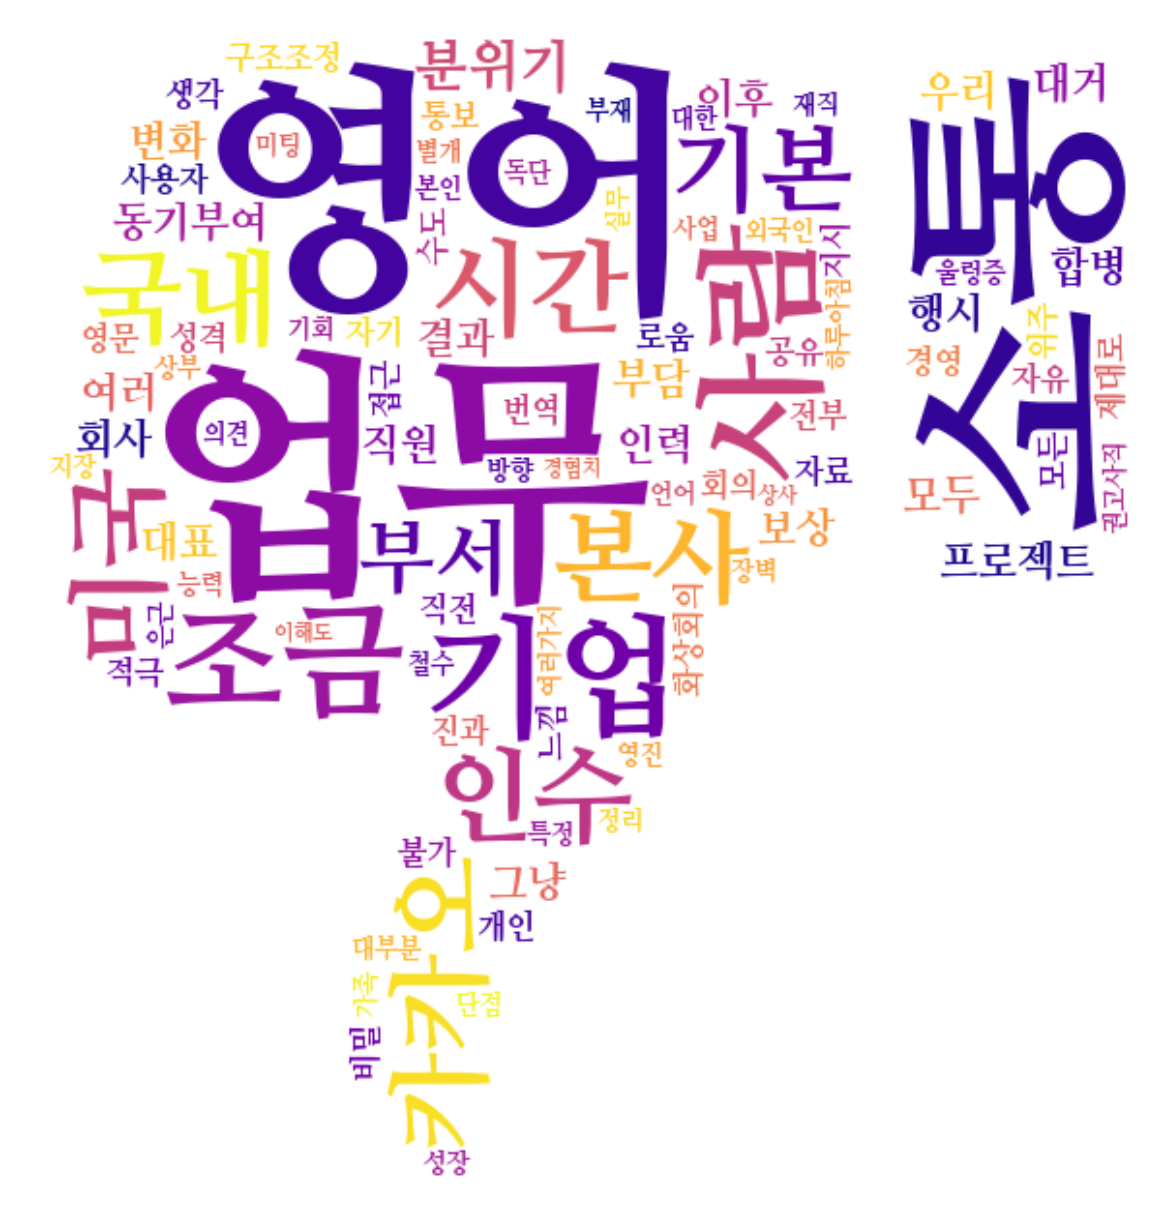 구조조정
분위기
우리
대거
생각
영어
통보
부재
이후
대한
재직
변화
미팅
별개
독단
기본
사용자
본인
실무
동기부여
수도
사업
외국인
소통
국내
시간
사람
지시
울렁증
합병
영문
성격
기회
자기
결과
로움
공유
하루아침
행시
위주
여러
상부
접근
부담
경영
자유
제대로
업무
번역
전부
회사
의견
직원
인력
모든
지장
방향
경험치
언어
회의
상사
자료
모두
권고사직
미국
대표
부서
본사
장벽
보상
프로젝트
능력
은근
이해도
직전
조금
기업
여러가지
화상회의
적극
철수
느낌
진과
영진
인수
특정
정리
불가
그냥
카카오
개인
대부분
가족
단점
비밀
성장